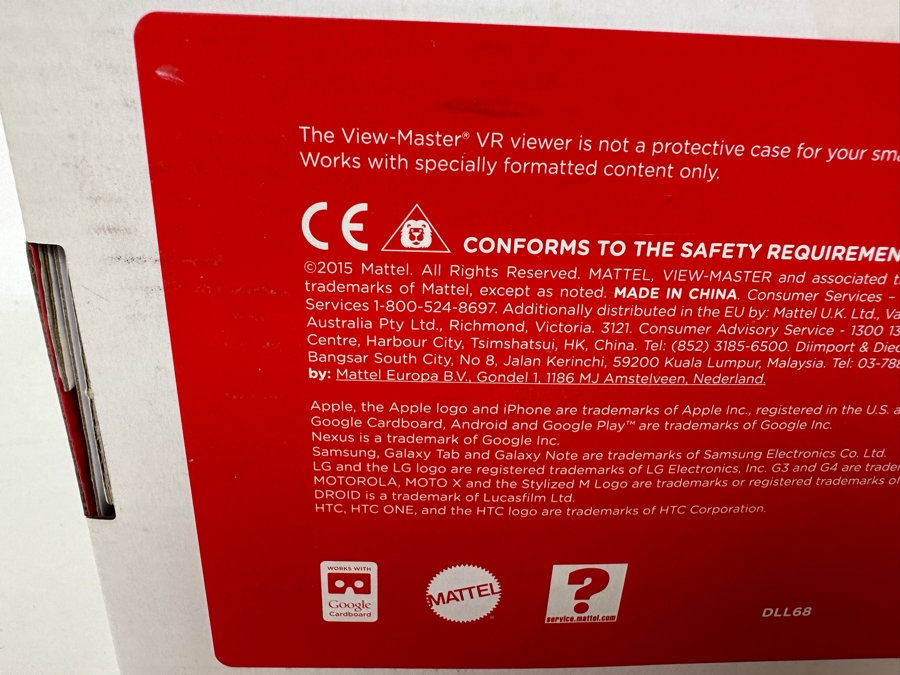 The View-Master® VR viewer is not a protective case for your sma
Works with specially formatted content only.
CE
CONFORMS TO THE SAFETY REQUIREMEN
©2015 Mattel. All Rights Reserved. MATTEL, VIEW-MASTER and associated t
trademarks of Mattel, except as noted. MADE IN CHINA. Consumer Services –
Services 1-800-524-8697. Additionally distributed in the EU by: Mattel U.K. Ltd., Va
Australia Pty Ltd., Richmond, Victoria. 3121. Consumer Advisory Service - 1300 13
Centre, Harbour City, Tsimshatsui, HK, China. Tel: (852) 3185-6500. Diimport & Died
Bangsar South City, No 8, Jalan Kerinchi, 59200 Kuala Lumpur, Malaysia. Tel: 03-788
by: Mattel Europa B.V., Gondel 1, 1186 MJ Amstelveen, Nederland.
Apple, the Apple logo and iPhone are trademarks of Apple Inc., registered in the U.S. a
Google Cardboard, Android and Google Play™ are trademarks of Google Inc.
Nexus is a trademark of Google Inc.
Samsung, Galaxy Tab and Galaxy Note are trademarks of Samsung Electronics Co. Ltd.
LG and the LG logo are registered trademarks of LG Electronics, Inc. G3 and G4 are trade
MOTOROLA, MOTO X and the Stylized M Logo are trademarks or registered trademarks of
DROID is a trademark of Lucasfilm Ltd.
HTC, HTC ONE, and the HTC logo are trademarks of HTC Corporation.
WORKS WITH
Google
Cardboard
MATTEL
?
service.mattel.com
DLL68